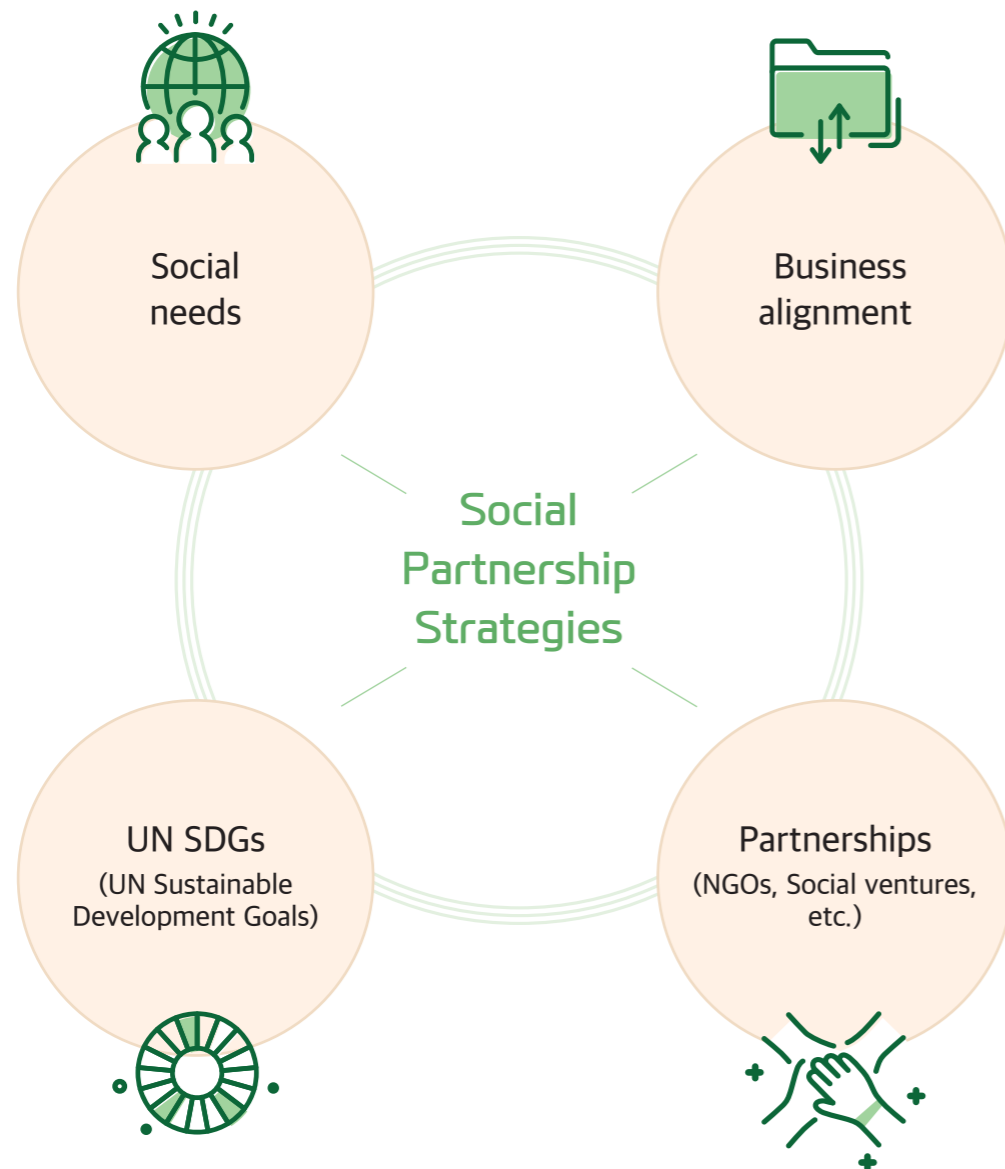 Social
needs
Business
alignment
Social
Partnership
Strategies
UN SDGs
(UN Sustainable
Development Goals)
Partnerships
(NGOs, Social ventures,
etc.)